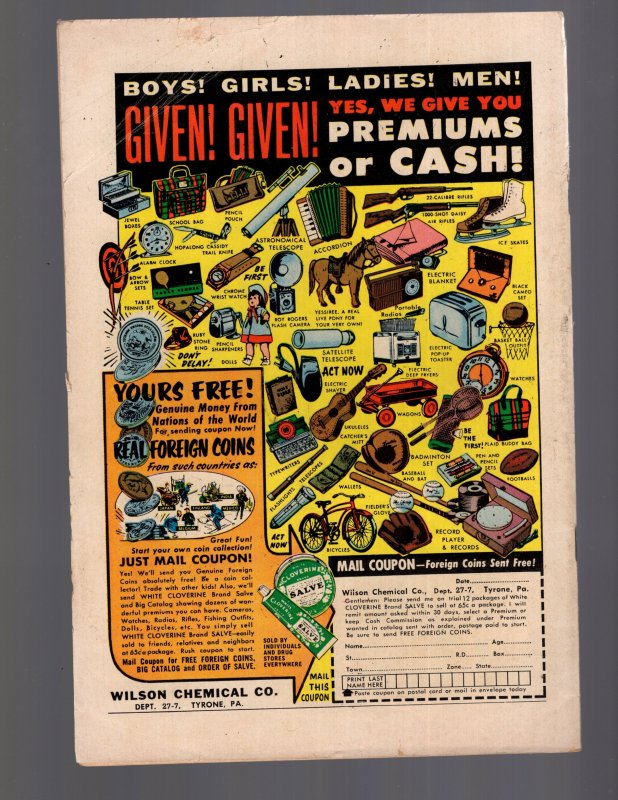 BOYS! GIRLS! LADiES! MEN!
GIVEN! GIVEN!
YES, WE GIVE YOU
PREMIUMS
or CASH!
JEWEL
BOXES
SCHOOL BAG
PENCIL
POUCH
ASTRONOMICAL
TELESCOPE
ACCORDION
22-CALIBRE RIFLES
1000-SHOT DAISY
AIR RIFLES
ICE SKATES
ALARM CLOCK
HOPALONG CASSIDY
TRAIL KNIFE
BOW &
ARROW
SETS
TABLE
TENNIS SET
CHROME
WRIST WATCH
BE
FIRST
ROY ROGERS
FLASH CAMERA
YESSIREE, A REAL
LIVE PONY FOR
YOUR VERY OWN!
Portable
Radios
ELECTRIC
BLANKET
BLACK
CAMEO
SET
RUBY
STONE
RING
PENCIL
SHARPENERS
DOLLS
DON'T
DELAY!
SATELLITE
TELESCOPE
ELECTRIC
POP-UP
TOASTER
BASKET BALL
OUTFIT
ACT NOW
ELECTRIC
SHAVER
ELECTRIC
DEEP FRYERS
WATCHES
WAGONS
UKULELES
CATCHER'S
MITT
BE
THE
FIRST!
PLAID BUDDY BAG
BADMINTON
SET
PEN AND
PENCIL
SETS
FOOTBALLS
TYPEWRITERS
TELESCOPES
FLASHLIGHTS
WALLETS
BASEBALL
AND BAT
FIELDER'S
GLOVE
RECORD
PLAYER
& RECORDS
ACT
NOW
BICYCLES
YOURS FREE!
Genuine Money From
Nations of the World
For sending coupon Now!
REAL FOREIGN COINS
From such countries as:
JAPAN
FINLAND
INDIA
MEXICO
BELGIUM
Great Fun!
Start your own coin collection!
JUST MAIL COUPON!
Yes! We'll send you Genuine Foreign
Coins absolutely free! Be a coin col-
lector! Trade with other kids! Also, we'll
send WHITE CLOVERINE Brand Salve
and Big Catalog showing dozens of won-
derful premiums you can have. Cameras,
Watches, Radios, Rifles, Fishing Outfits,
Dolls, Bicycles, etc. You simply sell
WHITE CLOVERINE Brand SALVE—easily
sold to friends, relatives and neighbors
at 65¢ a package. Rush coupon to start.
Mail Coupon for FREE FOREIGN COINS,
BIG CATALOG and ORDER OF SALVE.
CLOVERINE
SALVE
CLOVERINE
SALVE
SOLD BY
INDIVIDUALS
AND DRUG
STORES
EVERYWHERE
MAIL
THIS
COUPON
WILSON CHEMICAL CO.
DEPT. 27-7, TYRONE, PA.
MAIL COUPON—Foreign Coins Sent Free!
Date
Wilson Chemical Co., Dept. 27-7, Tyrone, Pa.
Gentlemen: Please send me on trial 12 packages of White
CLOVERINE Brand SALVE to sell at 65¢ a package. I will
remit amount asked within 30 days, select a Premium or
keep Cash Commission as explained under Premium
wanted in catalog sent with order, postage paid to start.
Be sure to send FREE FOREIGN COINS.
Name Age
St. R.D. Box
Town Zone State
PRINT LAST
NAME HERE
Paste coupon on postal card or mail in envelope today